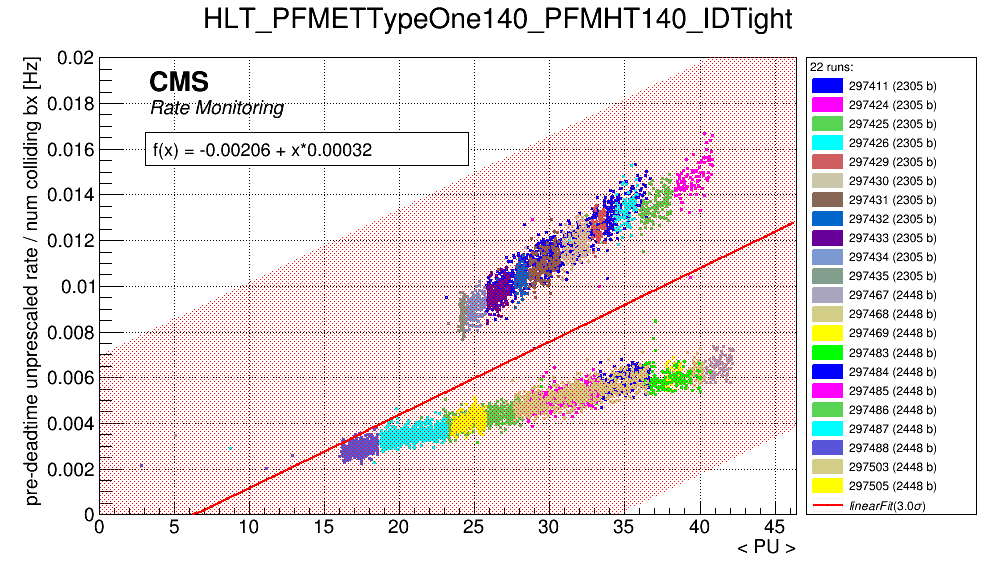 HLT_PFMETTypeOne140_PFMHT140_IDTight
pre-deadtime unprescaled rate / num colliding bx [Hz]
0.02
0.018
0.016
0.014
0.012
0.01
0.008
0.006
0.004
0.002
0
CMS
Rate Monitoring
f(x) = -0.00206 + x*0.00032
0 5 10 15 20 25 30 35 40 45
< PU >
22 runs:
297411 (2305 b)
297424 (2305 b)
297425 (2305 b)
297426 (2305 b)
297429 (2305 b)
297430 (2305 b)
297431 (2305 b)
297432 (2305 b)
297433 (2305 b)
297434 (2305 b)
297435 (2305 b)
297467 (2448 b)
297468 (2448 b)
297469 (2448 b)
297483 (2448 b)
297484 (2448 b)
297485 (2448 b)
297486 (2448 b)
297487 (2448 b)
297488 (2448 b)
297503 (2448 b)
297505 (2448 b)
linearFit(3.0σ)